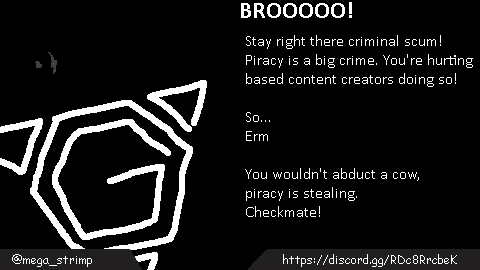 BROOOOO!
Stay right there criminal scum!
Piracy is a big crime. You're hurting
based content creators doing so!
So...
Erm
You wouldn't abduct a cow,
piracy is stealing.
Checkmate!
@mega_strimp
https://discord.gg/RDc8RrcbeK